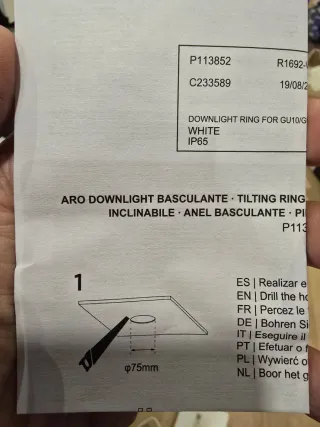 P113852 R1692-
C233589 19/08/2
DOWNLIGHT RING FOR GU10/G
WHITE
IP65
ARO DOWNLIGHT BASCULANTE · TILTING RING
INCLINABILE · ANEL BASCULANTE · PI
P113
1
ES | Realizar e
EN | Drill the ho
FR | Percez le
DE | Bohren Si
IT | Eseguire il
PT | Efetuar o f
PL | Wywierć o
NL | Boor het g
φ75mm